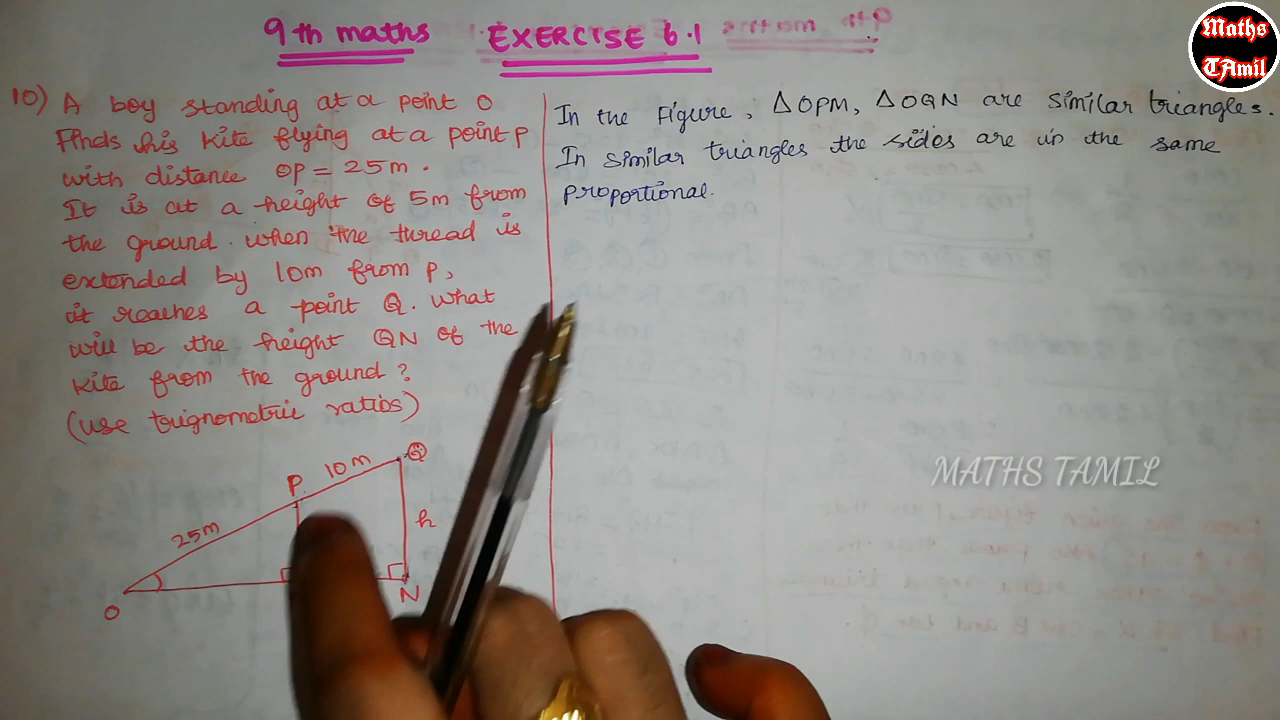 9th maths EXERCISE 6.1
Maths
TAmil
10) A boy standing at a point O
Finds his kite flying at a point P
with distance OP = 25m.
It is at a height of 5m from
the ground. when the thread is
extended by 10m from P,
it reaches a point Q. what
will be the height QN of the
kite from the ground?
(use trignometric ratios)
In the Figure, △OPM, △OQN are similar triangles.
In similar triangles the sides are in the same
proportional.
P 10m Q
25m
h
O N
MATHS TAMIL